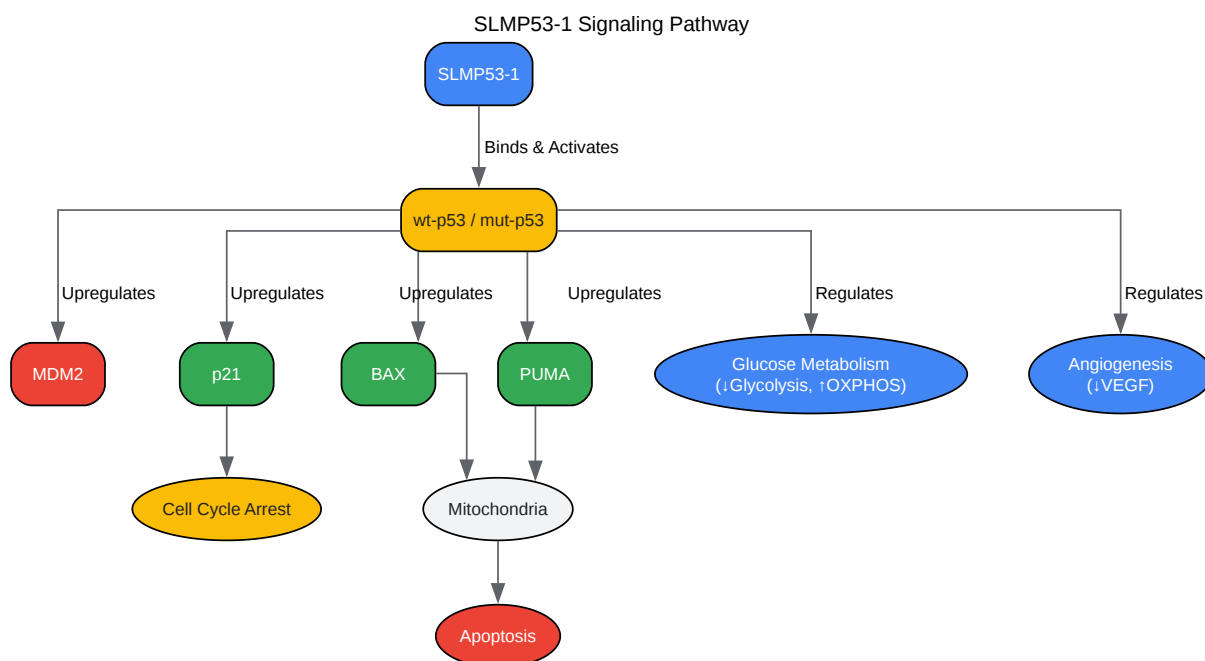 SLMP53-1 Signaling Pathway
SLMP53-1
Binds & Activates
wt-p53 / mut-p53
Upregulates
Upregulates
Upregulates
Upregulates
Regulates
Regulates
MDM2
p21
BAX
PUMA
Glucose Metabolism
(↓Glycolysis, ↑OXPHOS)
Angiogenesis
(↓VEGF)
Cell Cycle Arrest
Mitochondria
Apoptosis